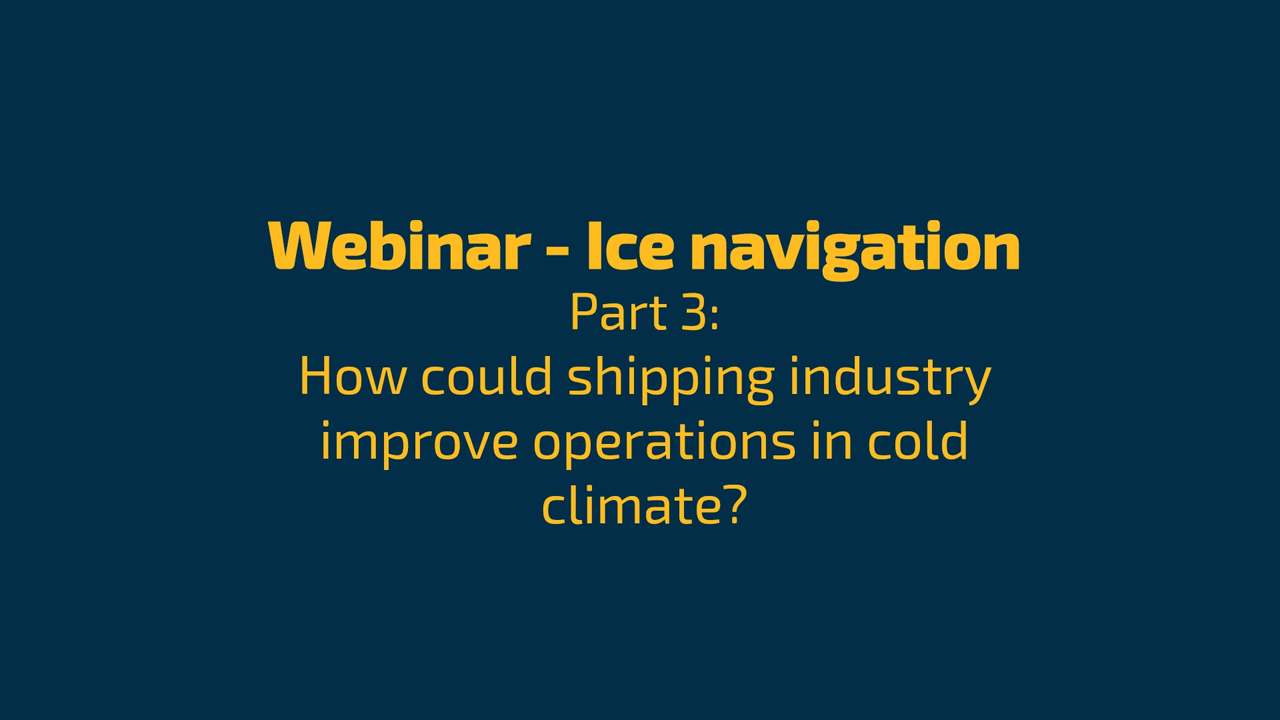 Webinar - Ice navigation
Part 3:
How could shipping industry
improve operations in cold
climate?